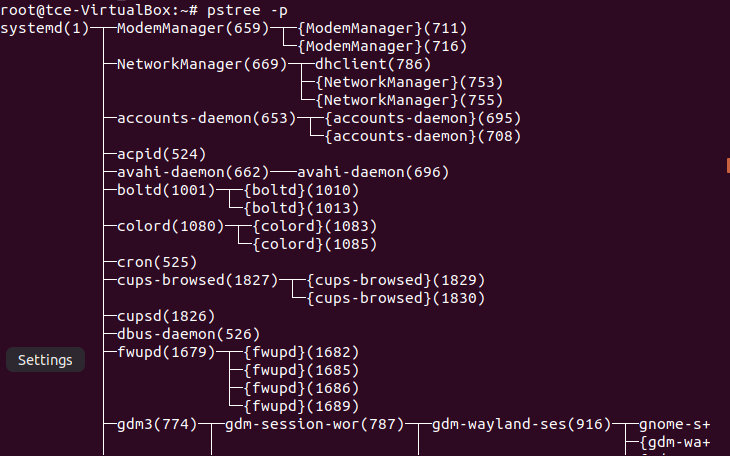 root@tce-VirtualBox:~# pstree -p
systemd(1)─┬─ModemManager(659)─┬─{ModemManager}(711)
           │                   └─{ModemManager}(716)
           ├─NetworkManager(669)─┬─dhclient(786)
           │                     ├─{NetworkManager}(753)
           │                     └─{NetworkManager}(755)
           ├─accounts-daemon(653)─┬─{accounts-daemon}(695)
           │                      └─{accounts-daemon}(708)
           ├─acpid(524)
           ├─avahi-daemon(662)───avahi-daemon(696)
           ├─boltd(1001)─┬─{boltd}(1010)
           │             └─{boltd}(1013)
           ├─colord(1080)─┬─{colord}(1083)
           │              └─{colord}(1085)
           ├─cron(525)
           ├─cups-browsed(1827)─┬─{cups-browsed}(1829)
           │                    └─{cups-browsed}(1830)
           ├─cupsd(1826)
           ├─dbus-daemon(526)
           ├─fwupd(1679)─┬─{fwupd}(1682)
Settings
           │             ├─{fwupd}(1685)
           │             ├─{fwupd}(1686)
           │             └─{fwupd}(1689)
           ├─gdm3(774)─┬─gdm-session-wor(787)─┬─gdm-wayland-ses(916)─┬─gnome-s+
           │           │                      │                      ├─{gdm-wa+